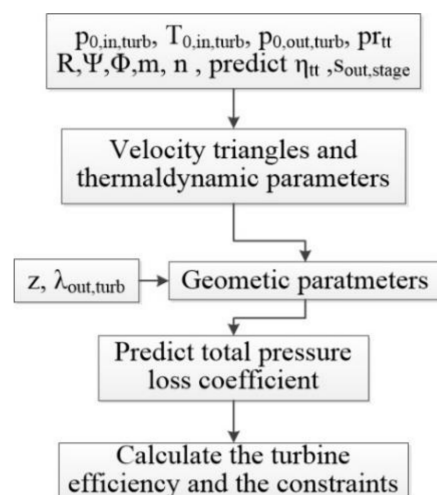 p0,in,turb, T0,in,turb, p0,out,turb, prtt
R,Ψ,Φ,m, n , predict ηtt ,sout,stage
Velocity triangles and
thermaldynamic parameters
z, λout,turb
Geometic paratmeters
Predict total pressure
loss coefficient
Calculate the turbine
efficiency and the constraints